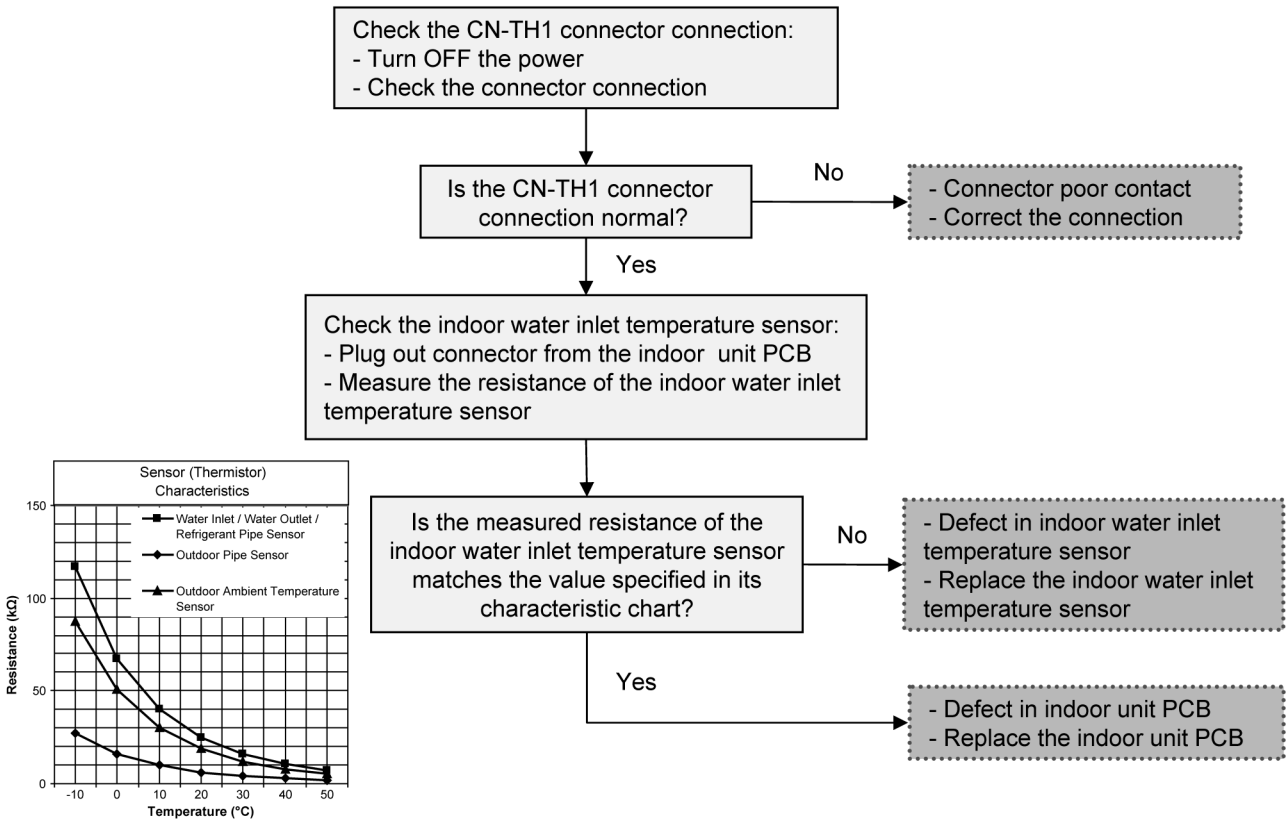 Check the CN-TH1 connector connection:
- Turn OFF the power
- Check the connector connection
Is the CN-TH1 connector
connection normal?
No
- Connector poor contact
- Correct the connection
Yes
Check the indoor water inlet temperature sensor:
- Plug out connector from the indoor unit PCB
- Measure the resistance of the indoor water inlet
temperature sensor
Is the measured resistance of the
indoor water inlet temperature sensor
matches the value specified in its
characteristic chart?
No
- Defect in indoor water inlet
temperature sensor
- Replace the indoor water inlet
temperature sensor
Yes
- Defect in indoor unit PCB
- Replace the indoor unit PCB
Sensor (Thermistor)
Characteristics
Water Inlet / Water Outlet /
Refrigerant Pipe Sensor
Outdoor Pipe Sensor
Outdoor Ambient Temperature
Sensor
Resistance (kΩ)
150
100
50
0
-10 0 10 20 30 40 50
Temperature (°C)